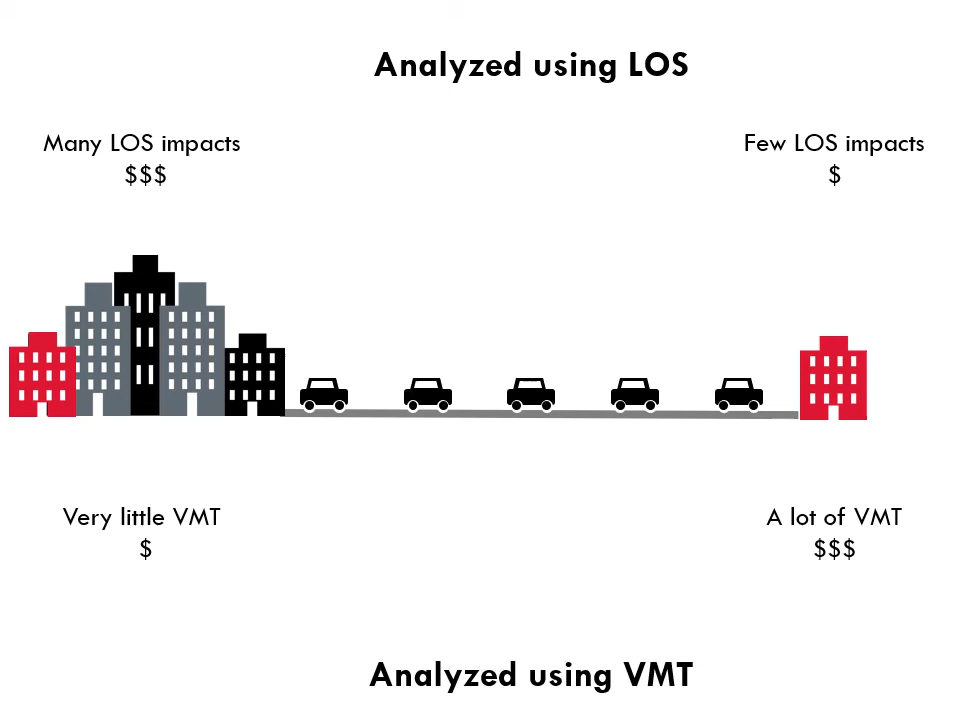 Analyzed using LOS
Many LOS impacts
$$$
Few LOS impacts
$
Very little VMT
$
A lot of VMT
$$$
Analyzed using VMT